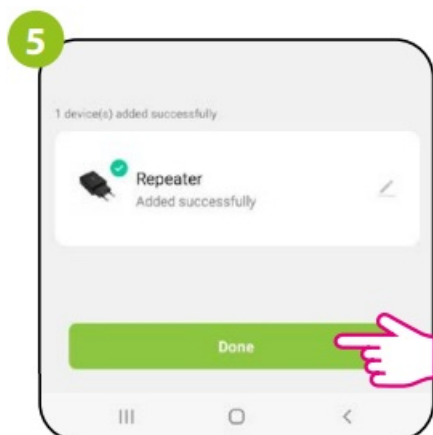 5
1 device(s) added successfully
Repeater
Added successfully
Done